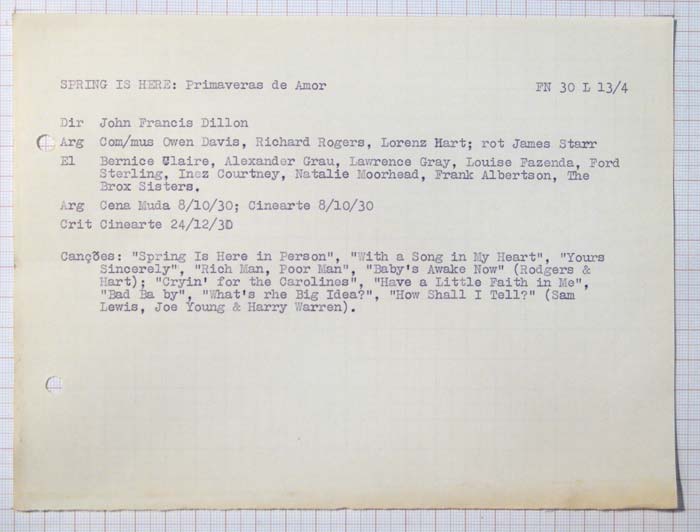 SPRING IS HERE: Primaveras de Amor FN 30 L 13/4
Dir John Francis Dillon
Arg Com/mus Owen Davis, Richard Rogers, Lorenz Hart; rot James Starr
El Bernice Claire, Alexander Grau, Lawrence Gray, Louise Fazenda, Ford
Sterling, Inez Courtney, Natalie Moorhead, Frank Albertson, The
Brox Sisters.
Arg Cena Muda 8/10/30; Cinearte 8/10/30
Crit Cinearte 24/12/3D
Canções: "Spring Is Here in Person", "With a Song in My Heart", "Yours
Sincerely", "Rich Man, Poor Man", "Baby's Awake Now" (Rodgers &
Hart); "Cryin' for the Carolines", "Have a Little Faith in Me",
"Bad Ba by", "What's rhe Big Idea?", "How Shall I Tell?" (Sam
Lewis, Joe Young & Harry Warren).